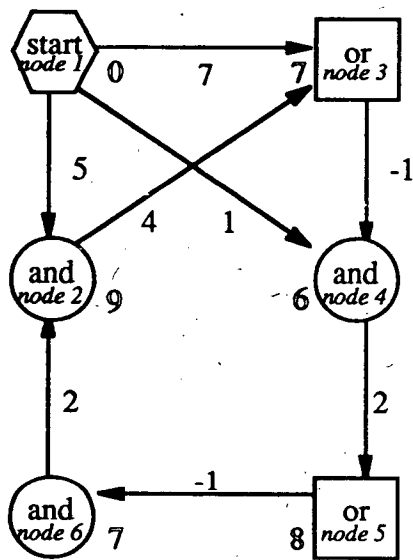 start
node 1
0
7
7
or
node 3
5
4
1
-1
and
node 2
9
6
and
node 4
2
2
-1
and
node 6
7
8
or
node 5